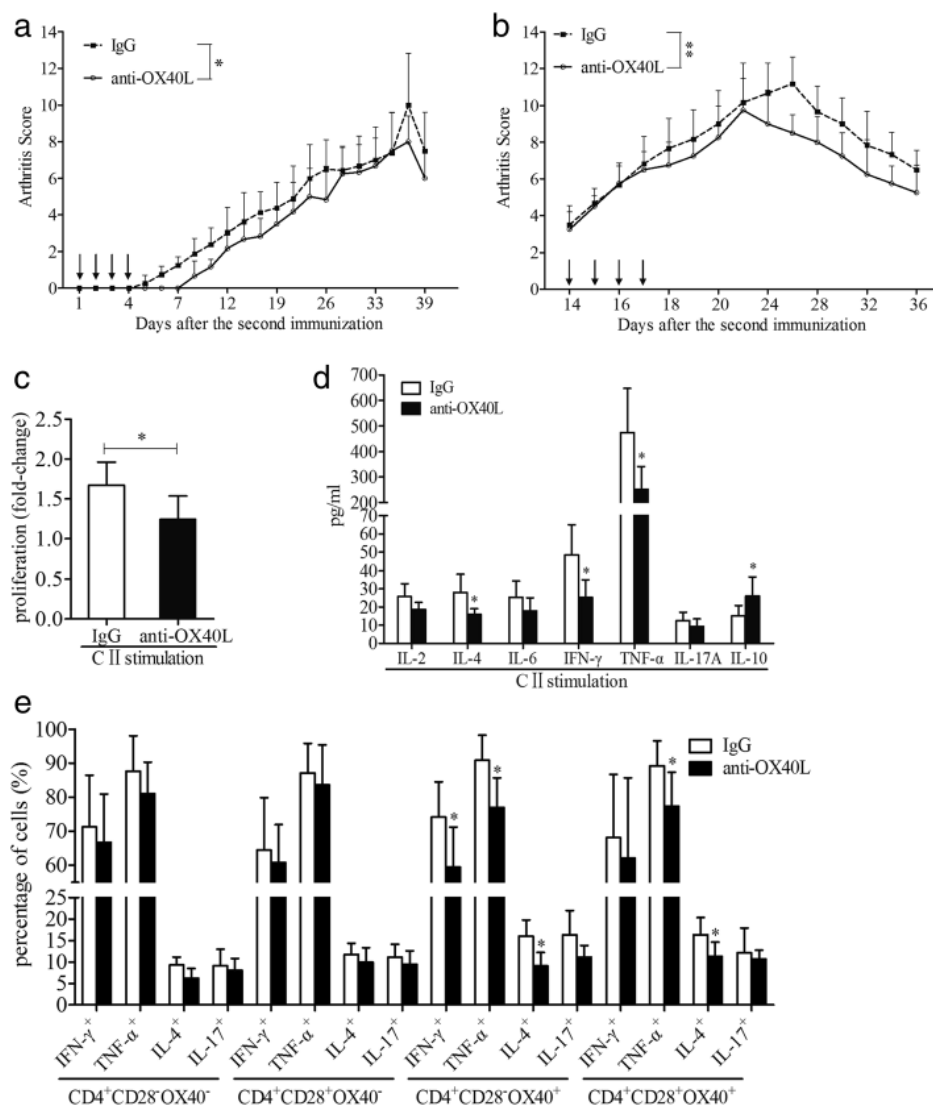 a
14
12
10
8
6
4
2
0
Arthritis Score
IgG
anti-OX40L
*
1 4 7 12 19 26 33 39
Days after the second immunization
b
14
12
10
8
6
4
2
0
Arthritis Score
IgG
anti-OX40L
**
14 16 18 20 22 24 26 28 32 36
Days after the second immunization
c
2.5
2.0
1.5
1.0
0.5
0.0
proliferation (fold-change)
*
IgG anti-OX40L
CⅡ stimulation
d
700
600
500
400
300
200
70
60
50
40
30
20
10
0
pg/ml
IgG
anti-OX40L
* * * *
IL-2 IL-4 IL-6 IFN-γ TNF-α IL-17A IL-10
CⅡ stimulation
e
100
90
80
70
60
25
20
15
10
5
0
percentage of cells (%)
IgG
anti-OX40L
* * * * *
IFN-γ⁺ TNF-α⁺ IL-4⁺ IL-17⁺ IFN-γ⁺ TNF-α⁺ IL-4⁺ IL-17⁺ IFN-γ⁺ TNF-α⁺ IL-4⁺ IL-17⁺ IFN-γ⁺ TNF-α⁺ IL-4⁺ IL-17⁺
CD4⁺CD28⁻OX40⁻ CD4⁺CD28⁺OX40⁻ CD4⁺CD28⁻OX40⁺ CD4⁺CD28⁺OX40⁺